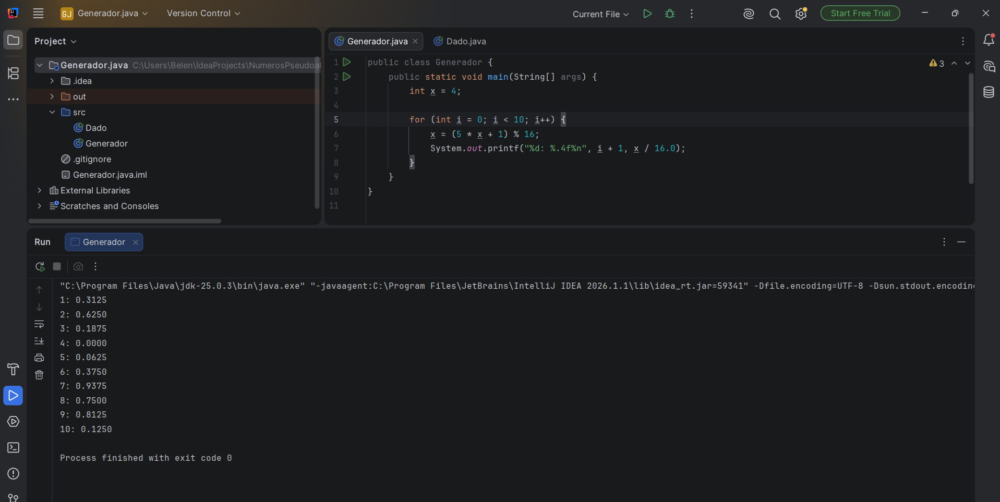 GJ Generador.java Version Control Current File Start Free Trial
Project
Generador.java C:\Users\Belen\IdeaProjects\NumerosPseudoal
.idea
out
src
Dado
Generador
.gitignore
Generador.java.iml
External Libraries
Scratches and Consoles
Generador.java Dado.java
3
1 public class Generador {
2 public static void main(String[] args) {
3 int x = 4;
4
5 for (int i = 0; i < 10; i++) {
6 x = (5 * x + 1) % 16;
7 System.out.printf("%d: %.4f%n", i + 1, x / 16.0);
8 }
9 }
10 }
11
Run Generador
"C:\Program Files\Java\jdk-25.0.3\bin\java.exe" "-javaagent:C:\Program Files\JetBrains\IntelliJ IDEA 2026.1.1\lib\idea_rt.jar=59341" -Dfile.encoding=UTF-8 -Dsun.stdout.encoding
1: 0.3125
2: 0.6250
3: 0.1875
4: 0.0000
5: 0.0625
6: 0.3750
7: 0.9375
8: 0.7500
9: 0.8125
10: 0.1250
Process finished with exit code 0